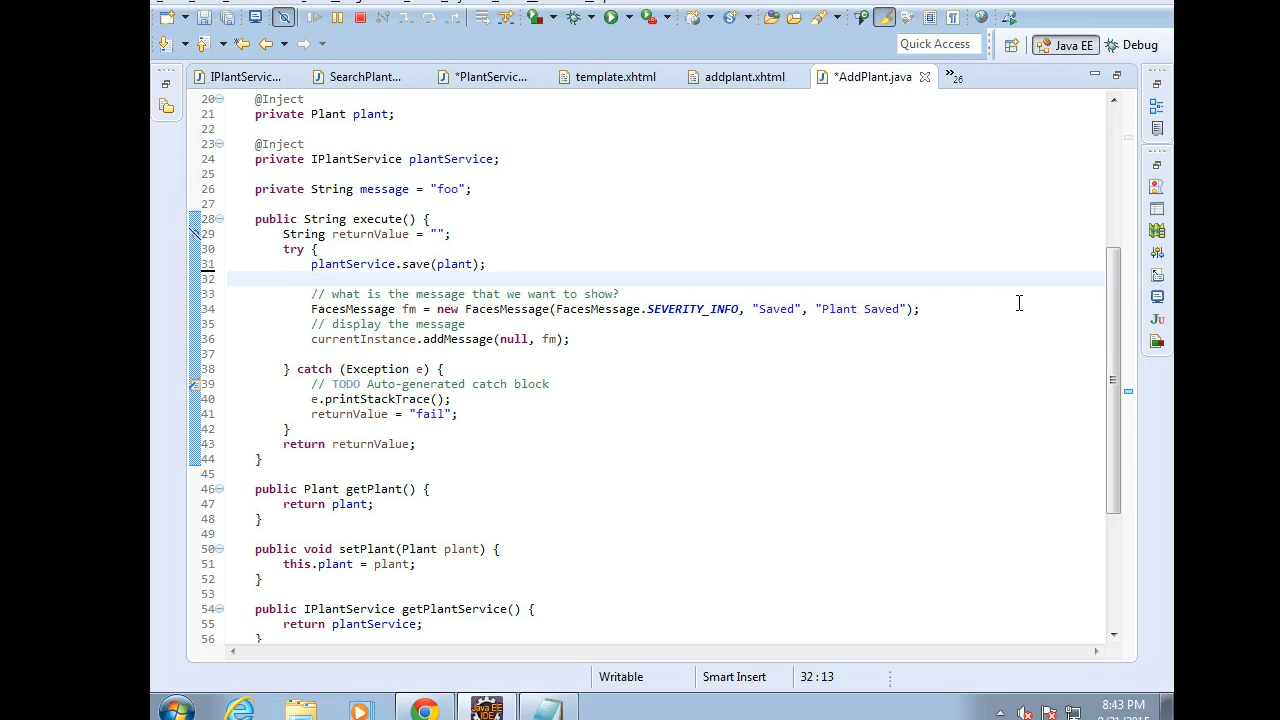 Quick Access
Java EE
Debug
IPlantServic...
SearchPlant...
*PlantServic...
template.xhtml
addplant.xhtml
*AddPlant.java
»26
20 @Inject
21 private Plant plant;
22
23 @Inject
24 private IPlantService plantService;
25
26 private String message = "foo";
27
28 public String execute() {
29 String returnValue = "";
30 try {
31 plantService.save(plant);
32
33 // what is the message that we want to show?
34 FacesMessage fm = new FacesMessage(FacesMessage.SEVERITY_INFO, "Saved", "Plant Saved");
35 // display the message
36 currentInstance.addMessage(null, fm);
37
38 } catch (Exception e) {
39 // TODO Auto-generated catch block
40 e.printStackTrace();
41 returnValue = "fail";
42 }
43 return returnValue;
44 }
45
46 public Plant getPlant() {
47 return plant;
48 }
49
50 public void setPlant(Plant plant) {
51 this.plant = plant;
52 }
53
54 public IPlantService getPlantService() {
55 return plantService;
56 }
Writable
Smart Insert
32 : 13
Java EE
IDE
8:43 PM